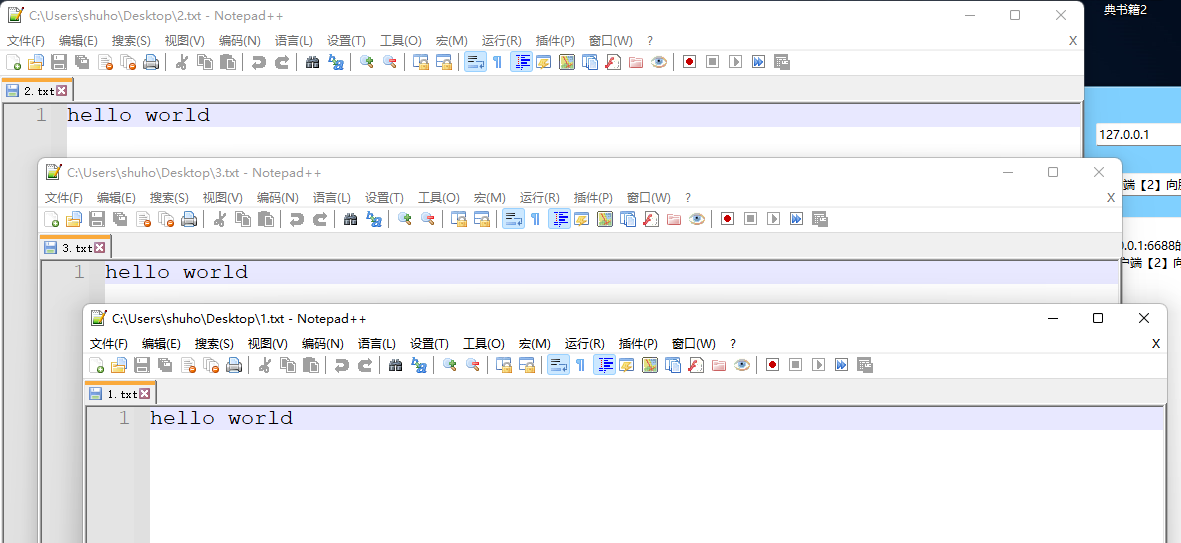 C:\Users\shuho\Desktop\2.txt - Notepad++
文件(F) 编辑(E) 搜索(S) 视图(V) 编码(N) 语言(L) 设置(T) 工具(O) 宏(M) 运行(R) 插件(P) 窗口(W) ? X
2.txt
1 hello world
C:\Users\shuho\Desktop\3.txt - Notepad++
文件(F) 编辑(E) 搜索(S) 视图(V) 编码(N) 语言(L) 设置(T) 工具(O) 宏(M) 运行(R) 插件(P) 窗口(W) ? X
3.txt
1 hello world
C:\Users\shuho\Desktop\1.txt - Notepad++
文件(F) 编辑(E) 搜索(S) 视图(V) 编码(N) 语言(L) 设置(T) 工具(O) 宏(M) 运行(R) 插件(P) 窗口(W) ? X
1.txt
1 hello world
典书籍2
127.0.0.1
端【2】向
.0.1:6688的
户端【2】向